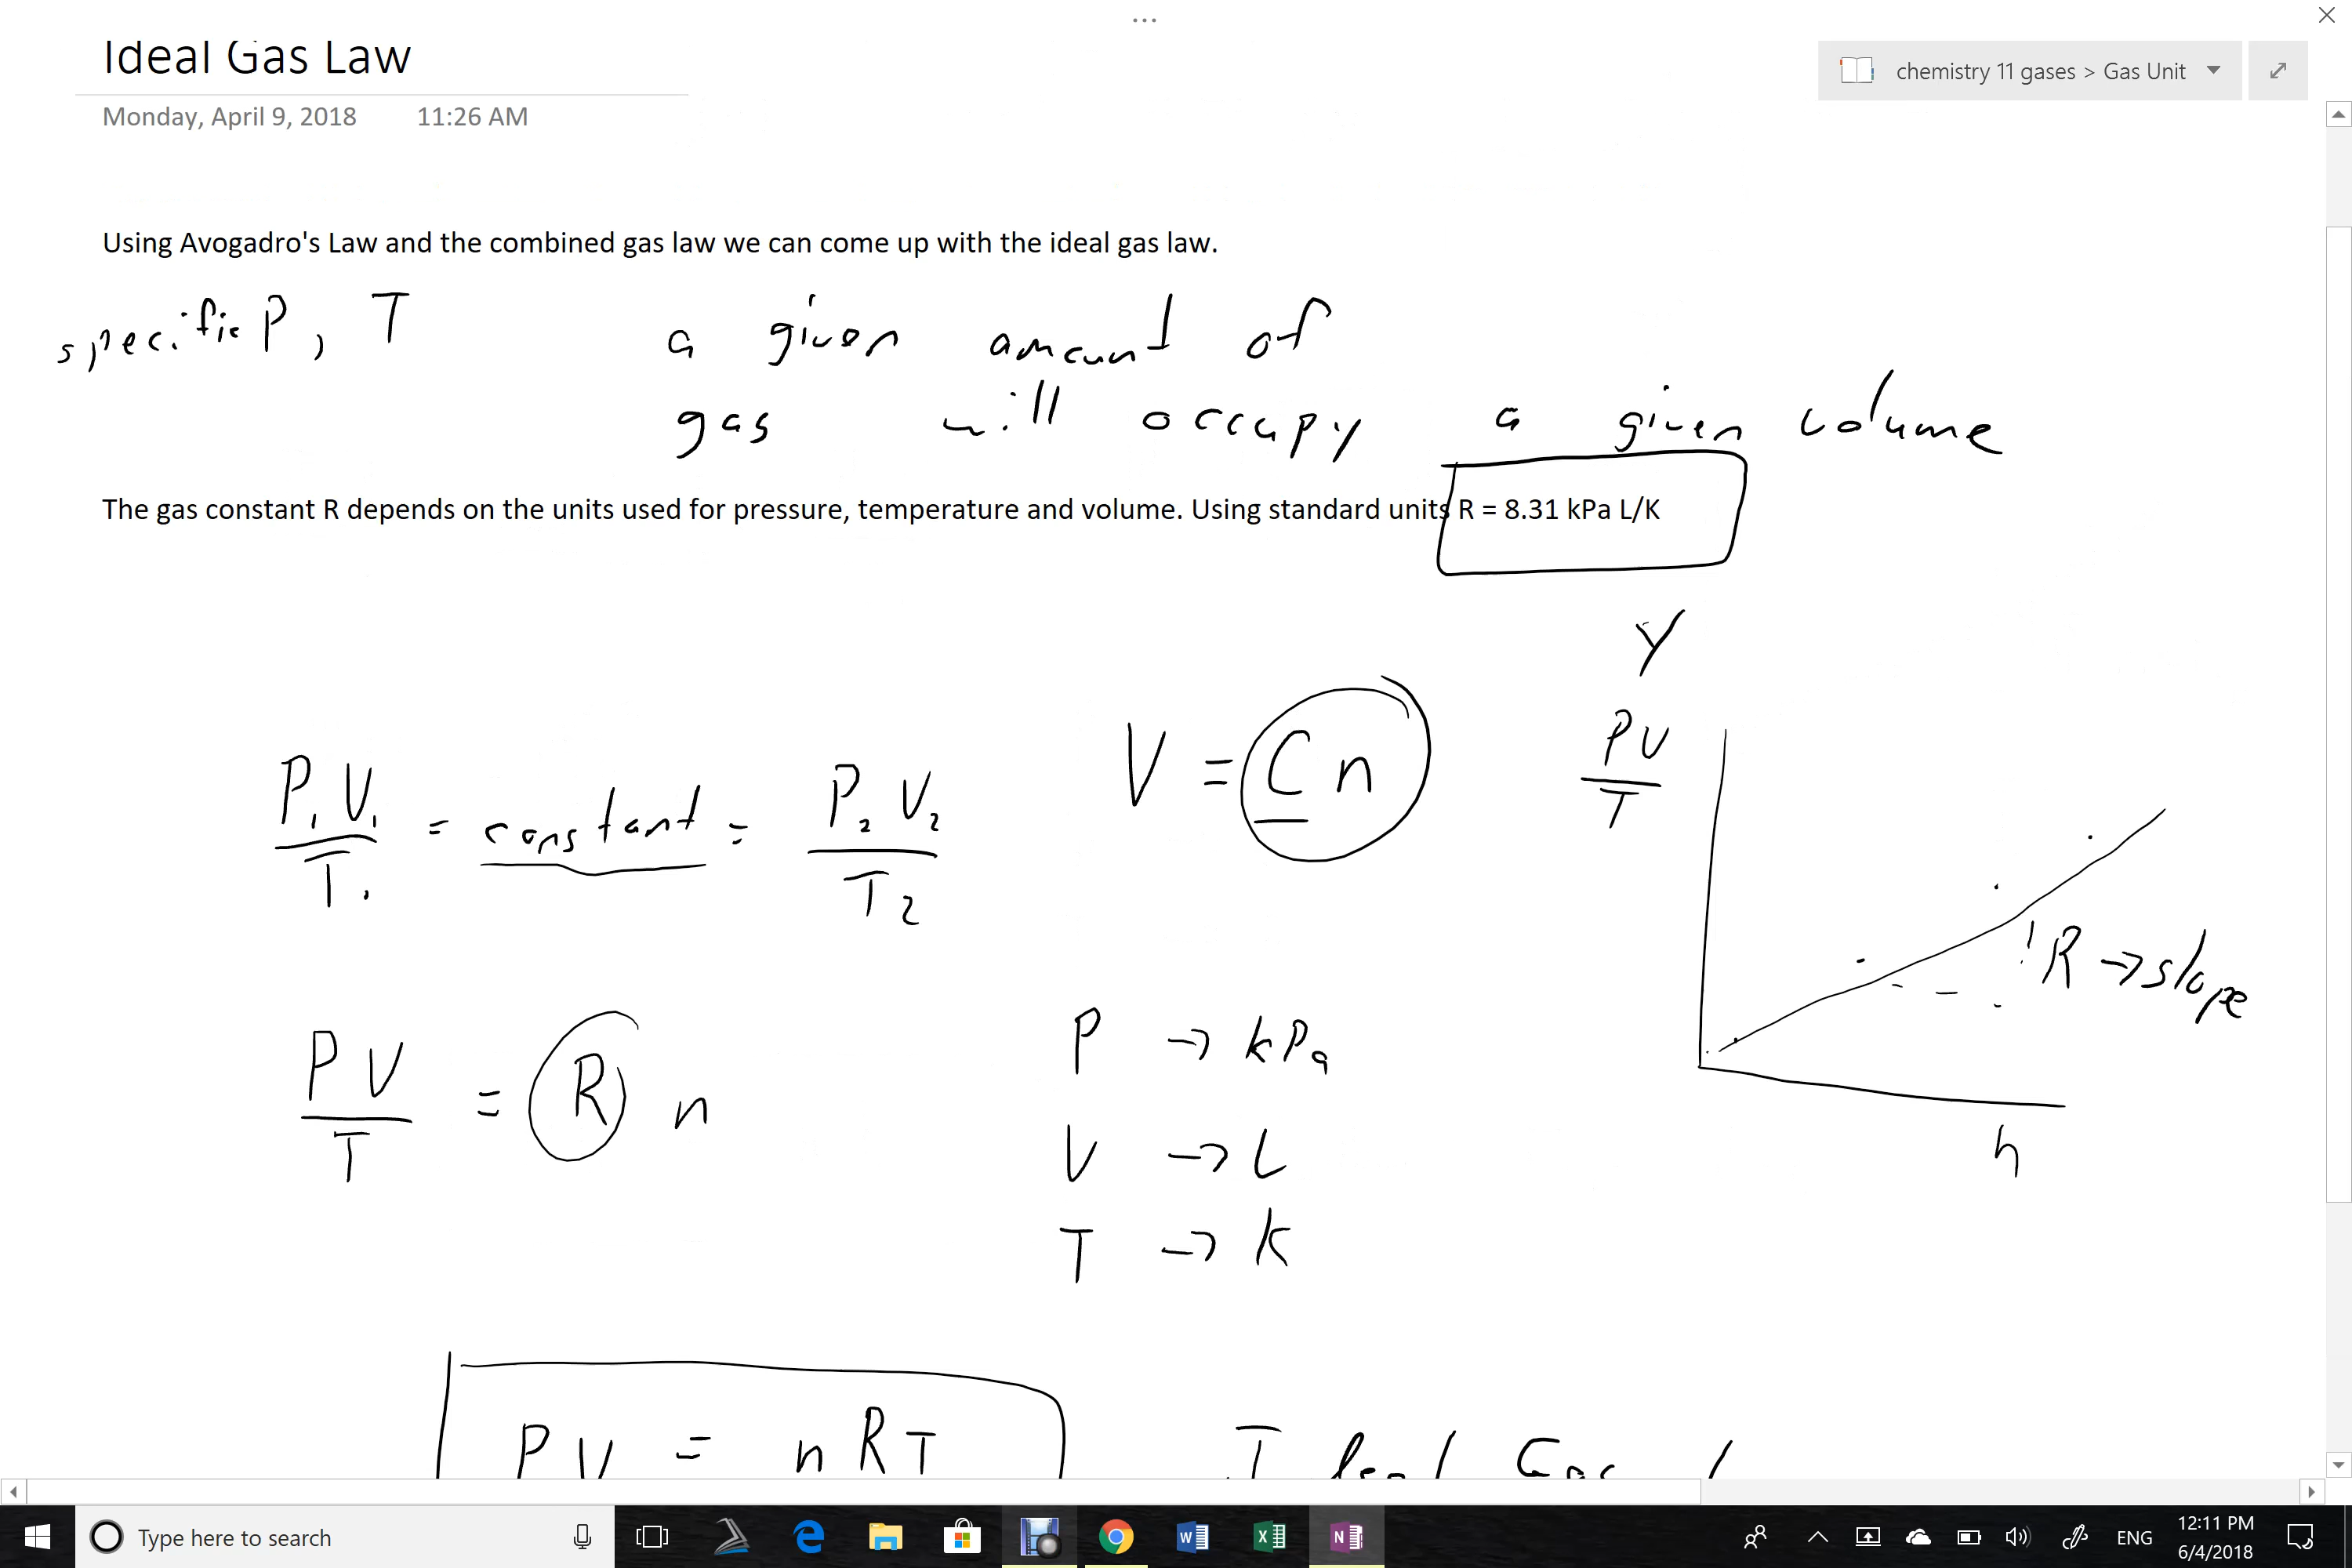 Ideal Gas Law
chemistry 11 gases > Gas Unit
Monday, April 9, 2018 11:26 AM
Using Avogadro's Law and the combined gas law we can come up with the ideal gas law.
specific P, T a given amount of
gas will occupy a given volume
The gas constant R depends on the units used for pressure, temperature and volume. Using standard units R = 8.31 kPa L/K
Y
P₁V₁/T₁ = constant = P₂V₂/T₂
V = Cn
PV/T
R → slope
n
PV/T = R n
P → kPa
V → L
T → K
PV = nRT Ideal Gas
Type here to search
ENG
12:11 PM
6/4/2018